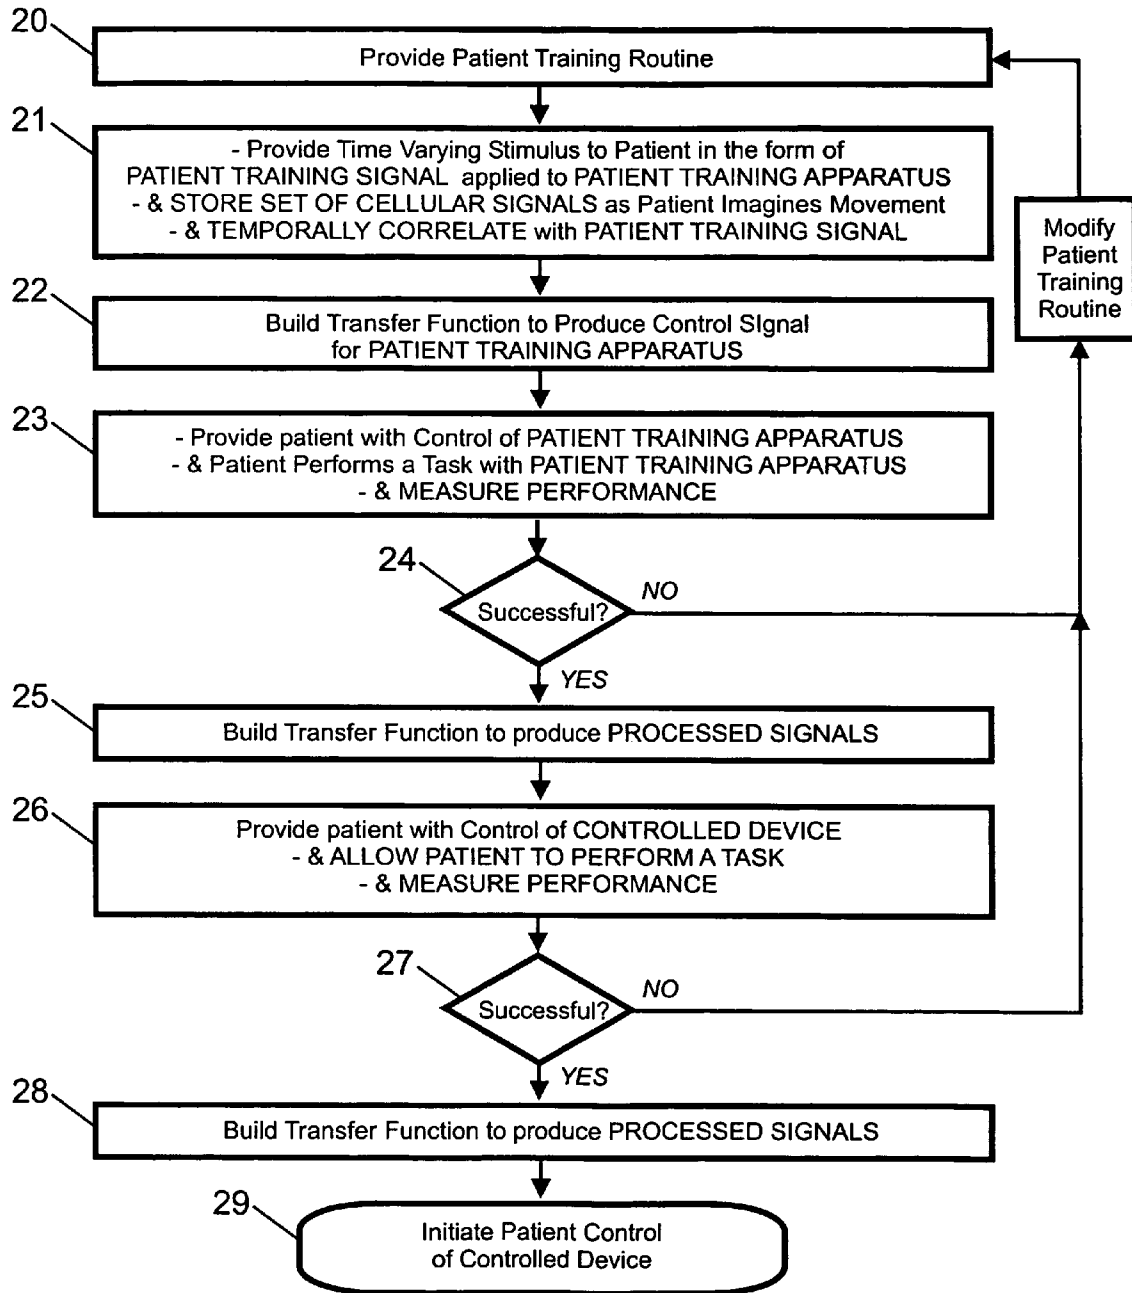 20
Provide Patient Training Routine
21
- Provide Time Varying Stimulus to Patient in the form of
PATIENT TRAINING SIGNAL applied to PATIENT TRAINING APPARATUS
- & STORE SET OF CELLULAR SIGNALS as Patient Imagines Movement
- & TEMPORALLY CORRELATE with PATIENT TRAINING SIGNAL
Modify
Patient
Training
Routine
22
Build Transfer Function to Produce Control SIgnal
for PATIENT TRAINING APPARATUS
23
- Provide patient with Control of PATIENT TRAINING APPARATUS
- & Patient Performs a Task with PATIENT TRAINING APPARATUS
- & MEASURE PERFORMANCE
24
Successful?
NO
YES
25
Build Transfer Function to produce PROCESSED SIGNALS
26
Provide patient with Control of CONTROLLED DEVICE
- & ALLOW PATIENT TO PERFORM A TASK
- & MEASURE PERFORMANCE
27
Successful?
NO
YES
28
Build Transfer Function to produce PROCESSED SIGNALS
29
Initiate Patient Control
of Controlled Device